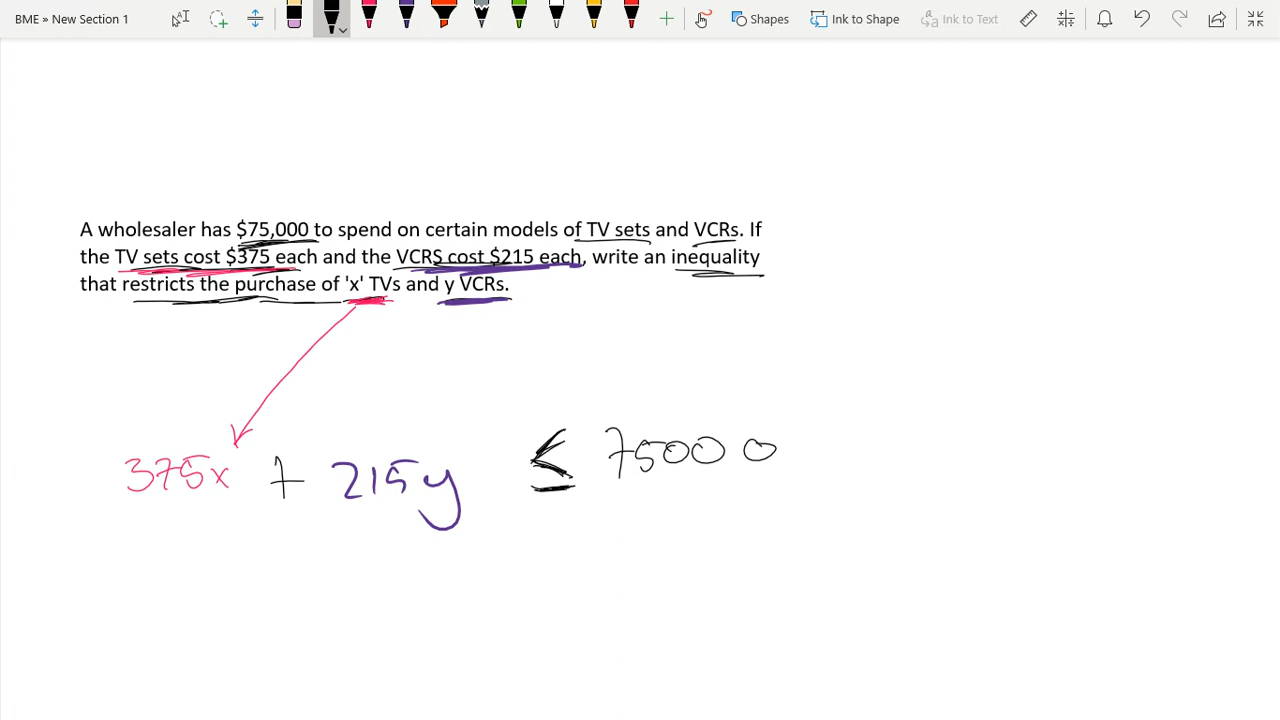 BME » New Section 1
Shapes
Ink to Shape
Ink to Text
A wholesaler has $75,000 to spend on certain models of TV sets and VCRs. If
the TV sets cost $375 each and the VCR$ cost $215 each, write an inequality
that restricts the purchase of 'x' TVs and y VCRs.
375x + 215y ≤ 75000